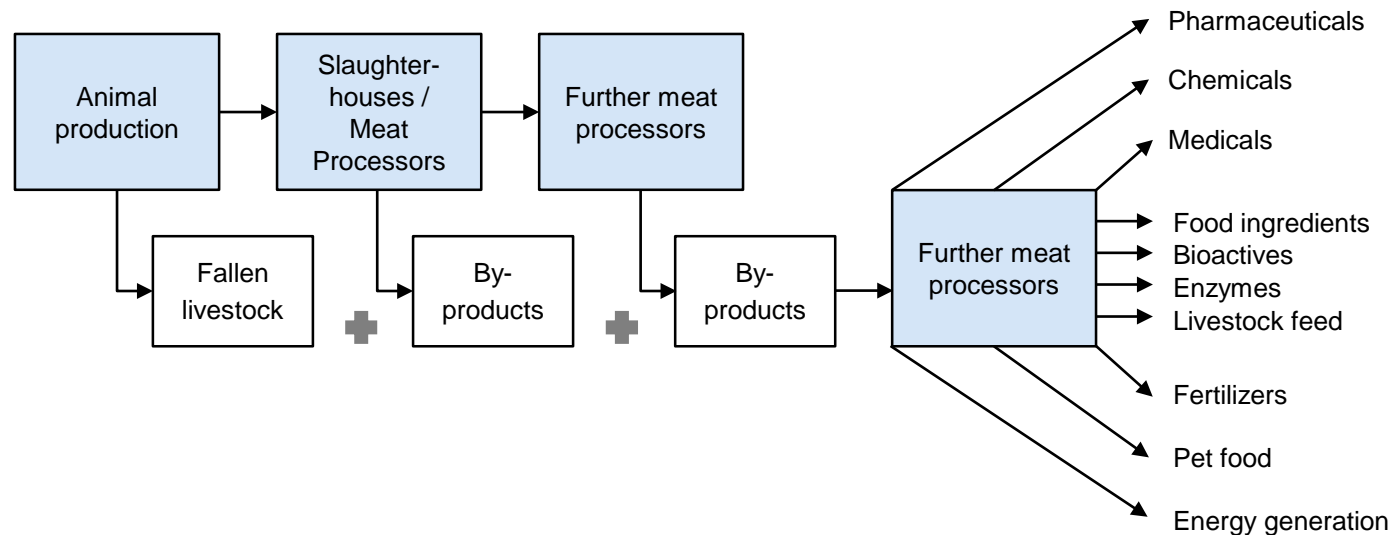 Animal
production
Slaughter-
houses /
Meat
Processors
Further meat
processors
Fallen
livestock
By-
products
By-
products
Further meat
processors
Pharmaceuticals
Chemicals
Medicals
Food ingredients
Bioactives
Enzymes
Livestock feed
Fertilizers
Pet food
Energy generation